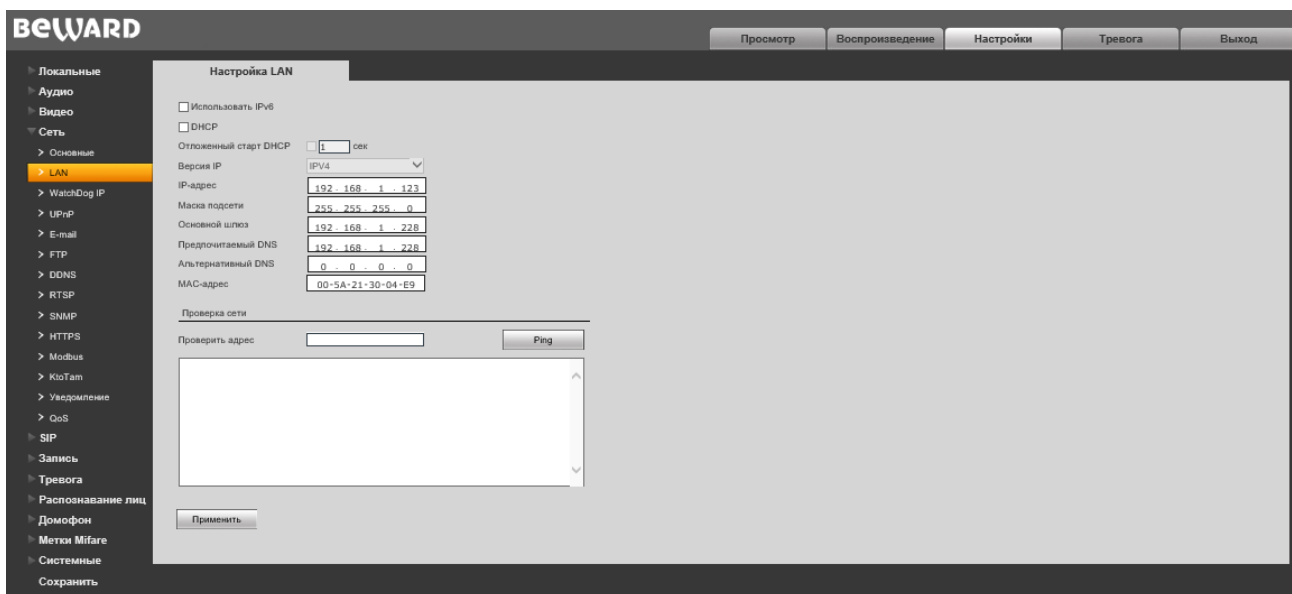 BEWARD
Просмотр Воспроизведение Настройки Тревога Выход
Локальные
Аудио
Видео
Сеть
Основные
LAN
WatchDog IP
UPnP
E-mail
FTP
DDNS
RTSP
SNMP
HTTPS
Modbus
KtoTam
Уведомление
QoS
SIP
Запись
Тревога
Распознавание лиц
Домофон
Метки Mifare
Системные
Сохранить
Настройка LAN
Использовать IPv6
DHCP
Отложенный старт DHCP 1 сек
Версия IP IPV4
IP-адрес 192 . 168 . 1 . 123
Маска подсети 255 . 255 . 255 . 0
Основной шлюз 192 . 168 . 1 . 228
Предпочитаемый DNS 192 . 168 . 1 . 228
Альтернативный DNS 0 . 0 . 0 . 0
MAC-адрес 00-5A-21-30-04-E9
Проверка сети
Проверить адрес Ping
Применить